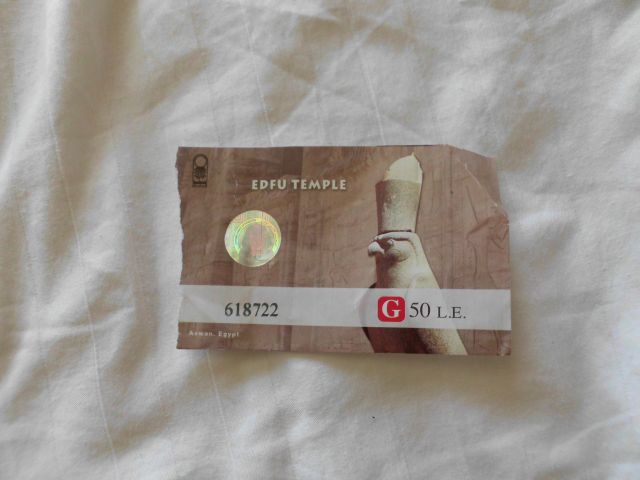 EDFU TEMPLE
618722
G 50 L.E.
Aswan, Egypt